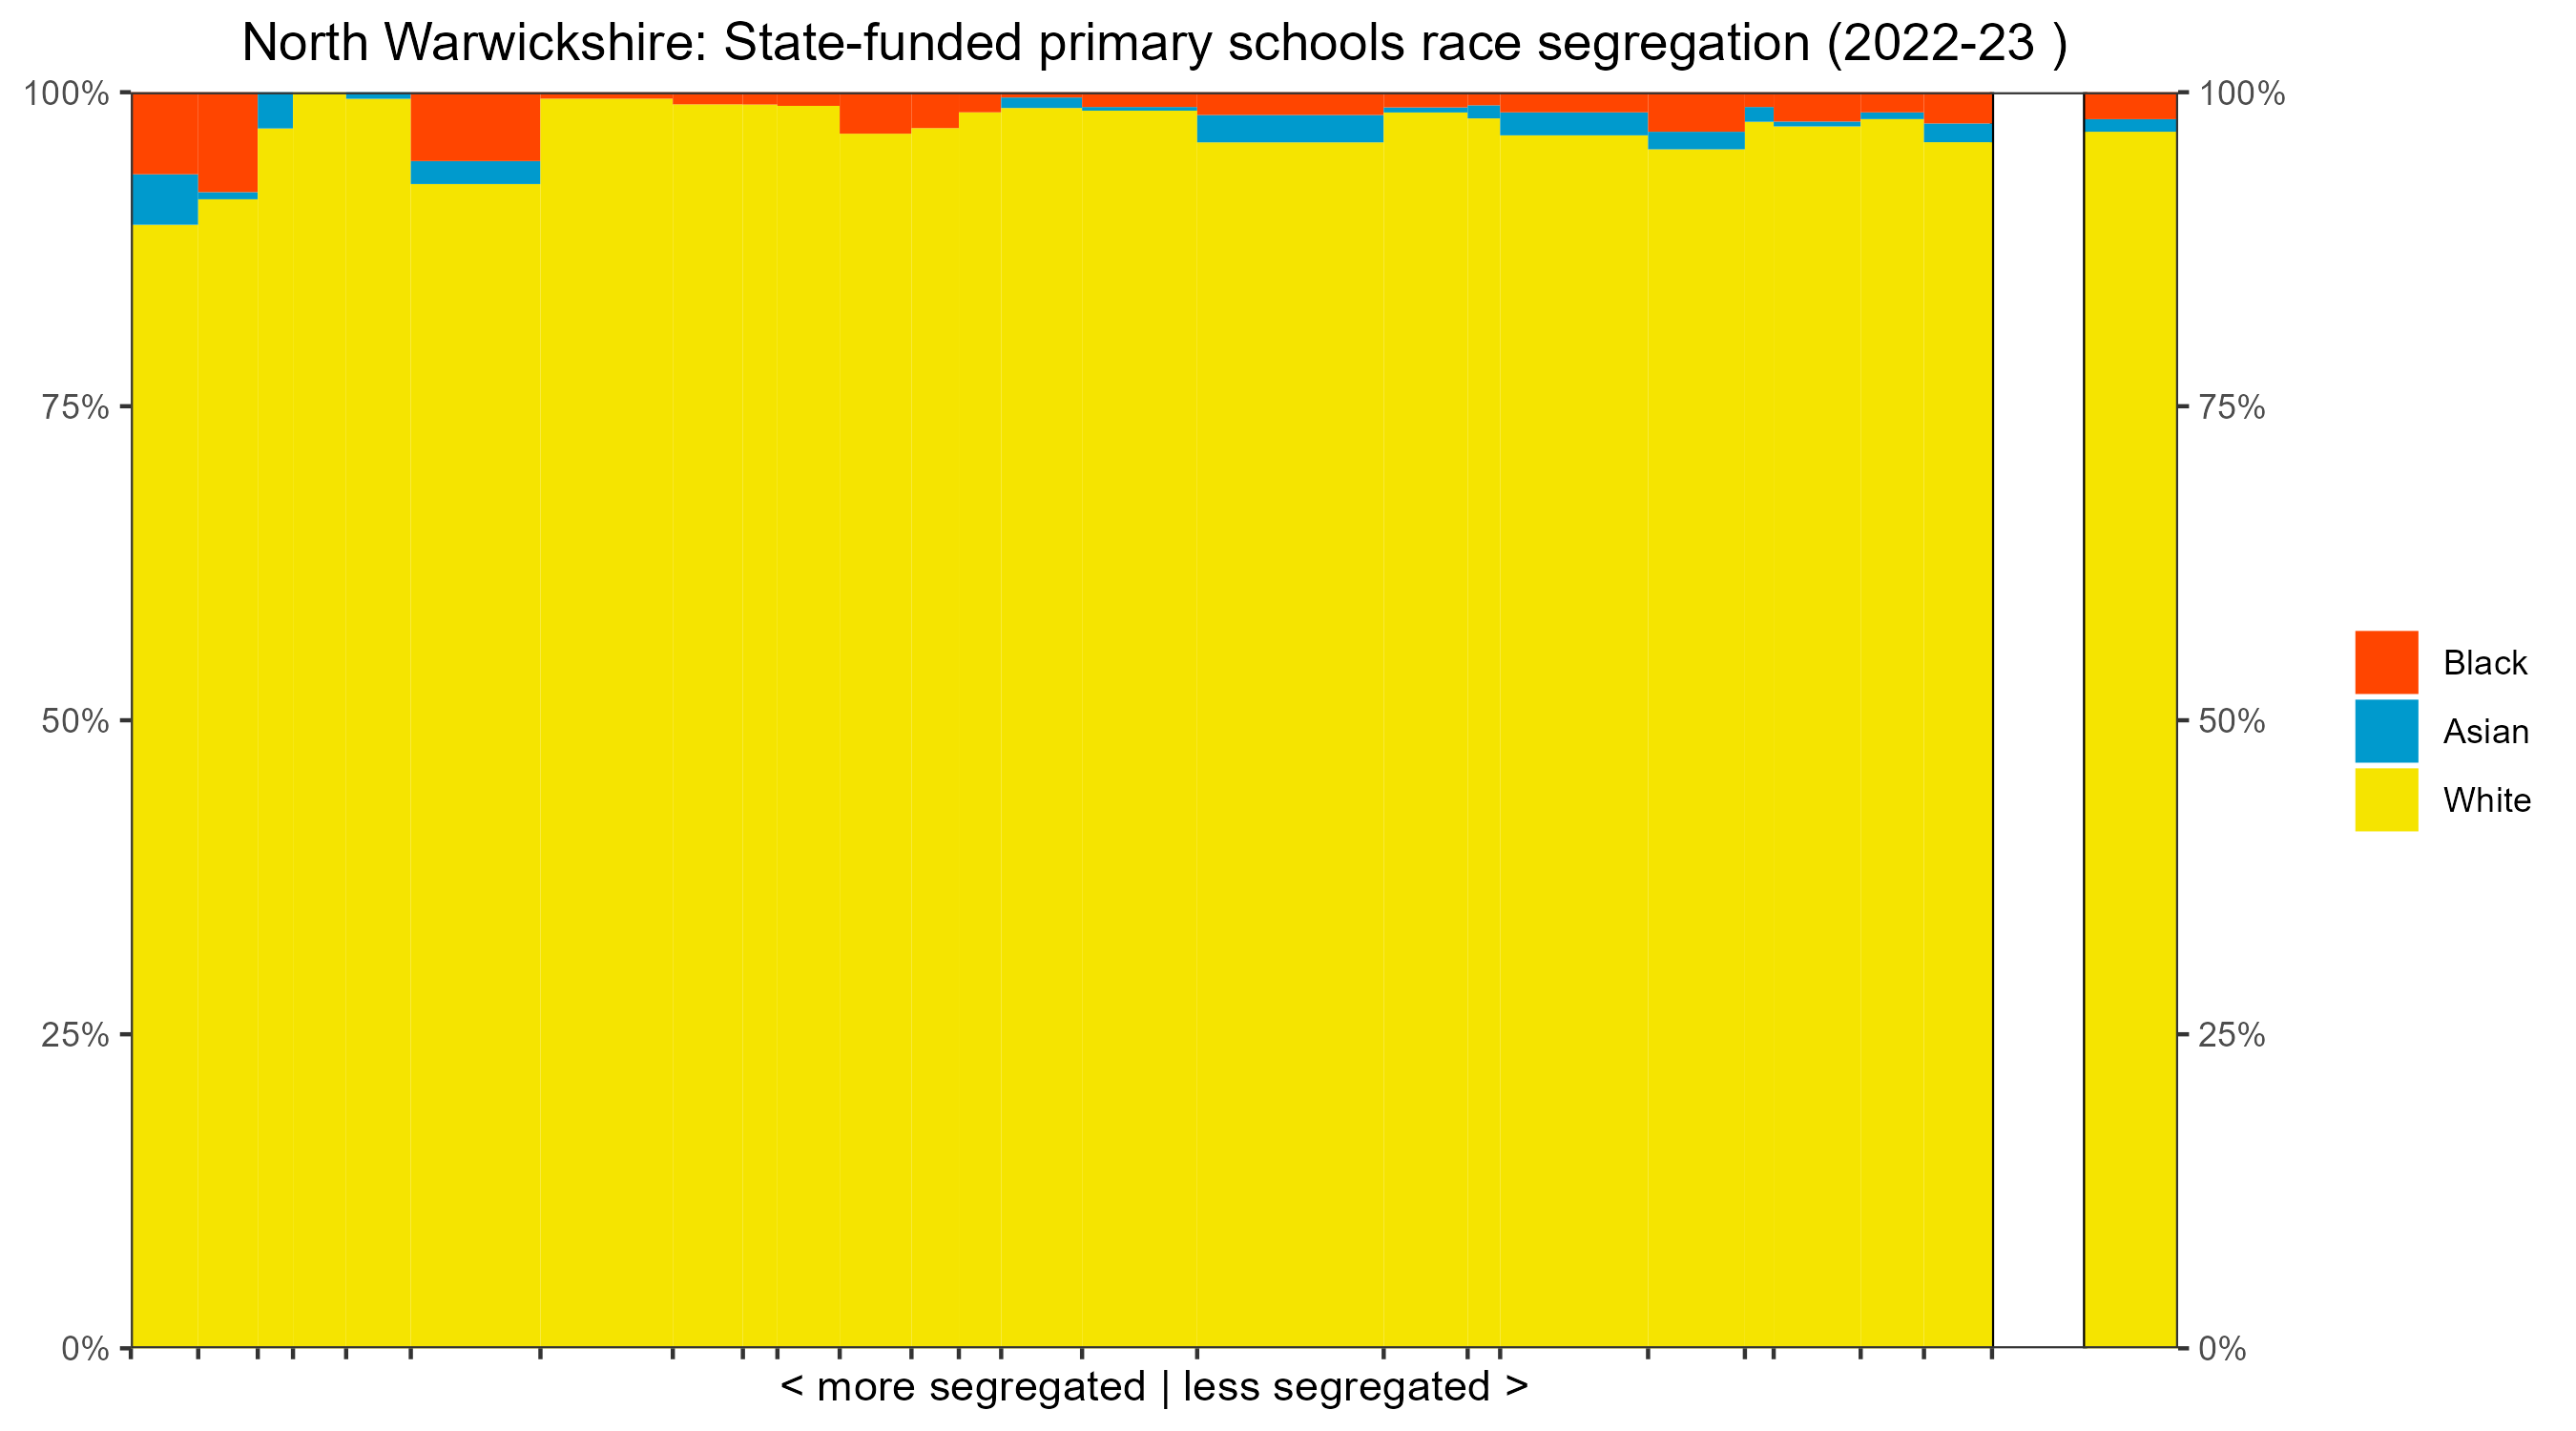 North Warwickshire: State-funded primary schools race segregation (2022-23 )
100%
75%
50%
25%
0%
100%
75%
50%
25%
0%
Black
Asian
White
< more segregated | less segregated >